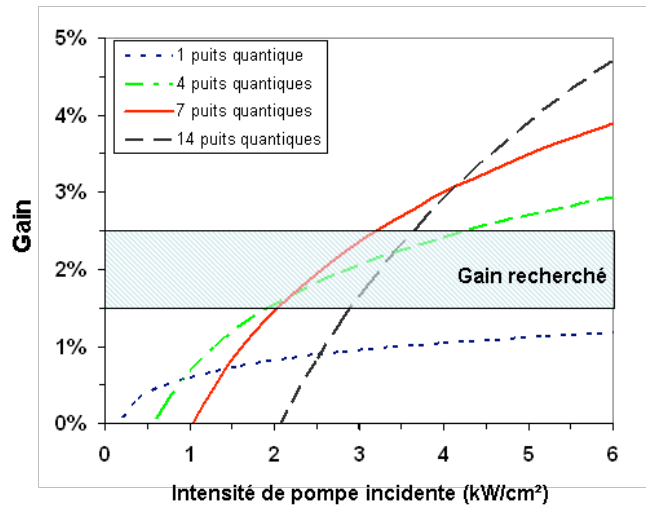 5%
4%
3%
2%
1%
0%
Gain
1 puits quantique
4 puits quantiques
7 puits quantiques
14 puits quantiques
Gain recherché
0 1 2 3 4 5 6
Intensité de pompe incidente (kW/cm²)